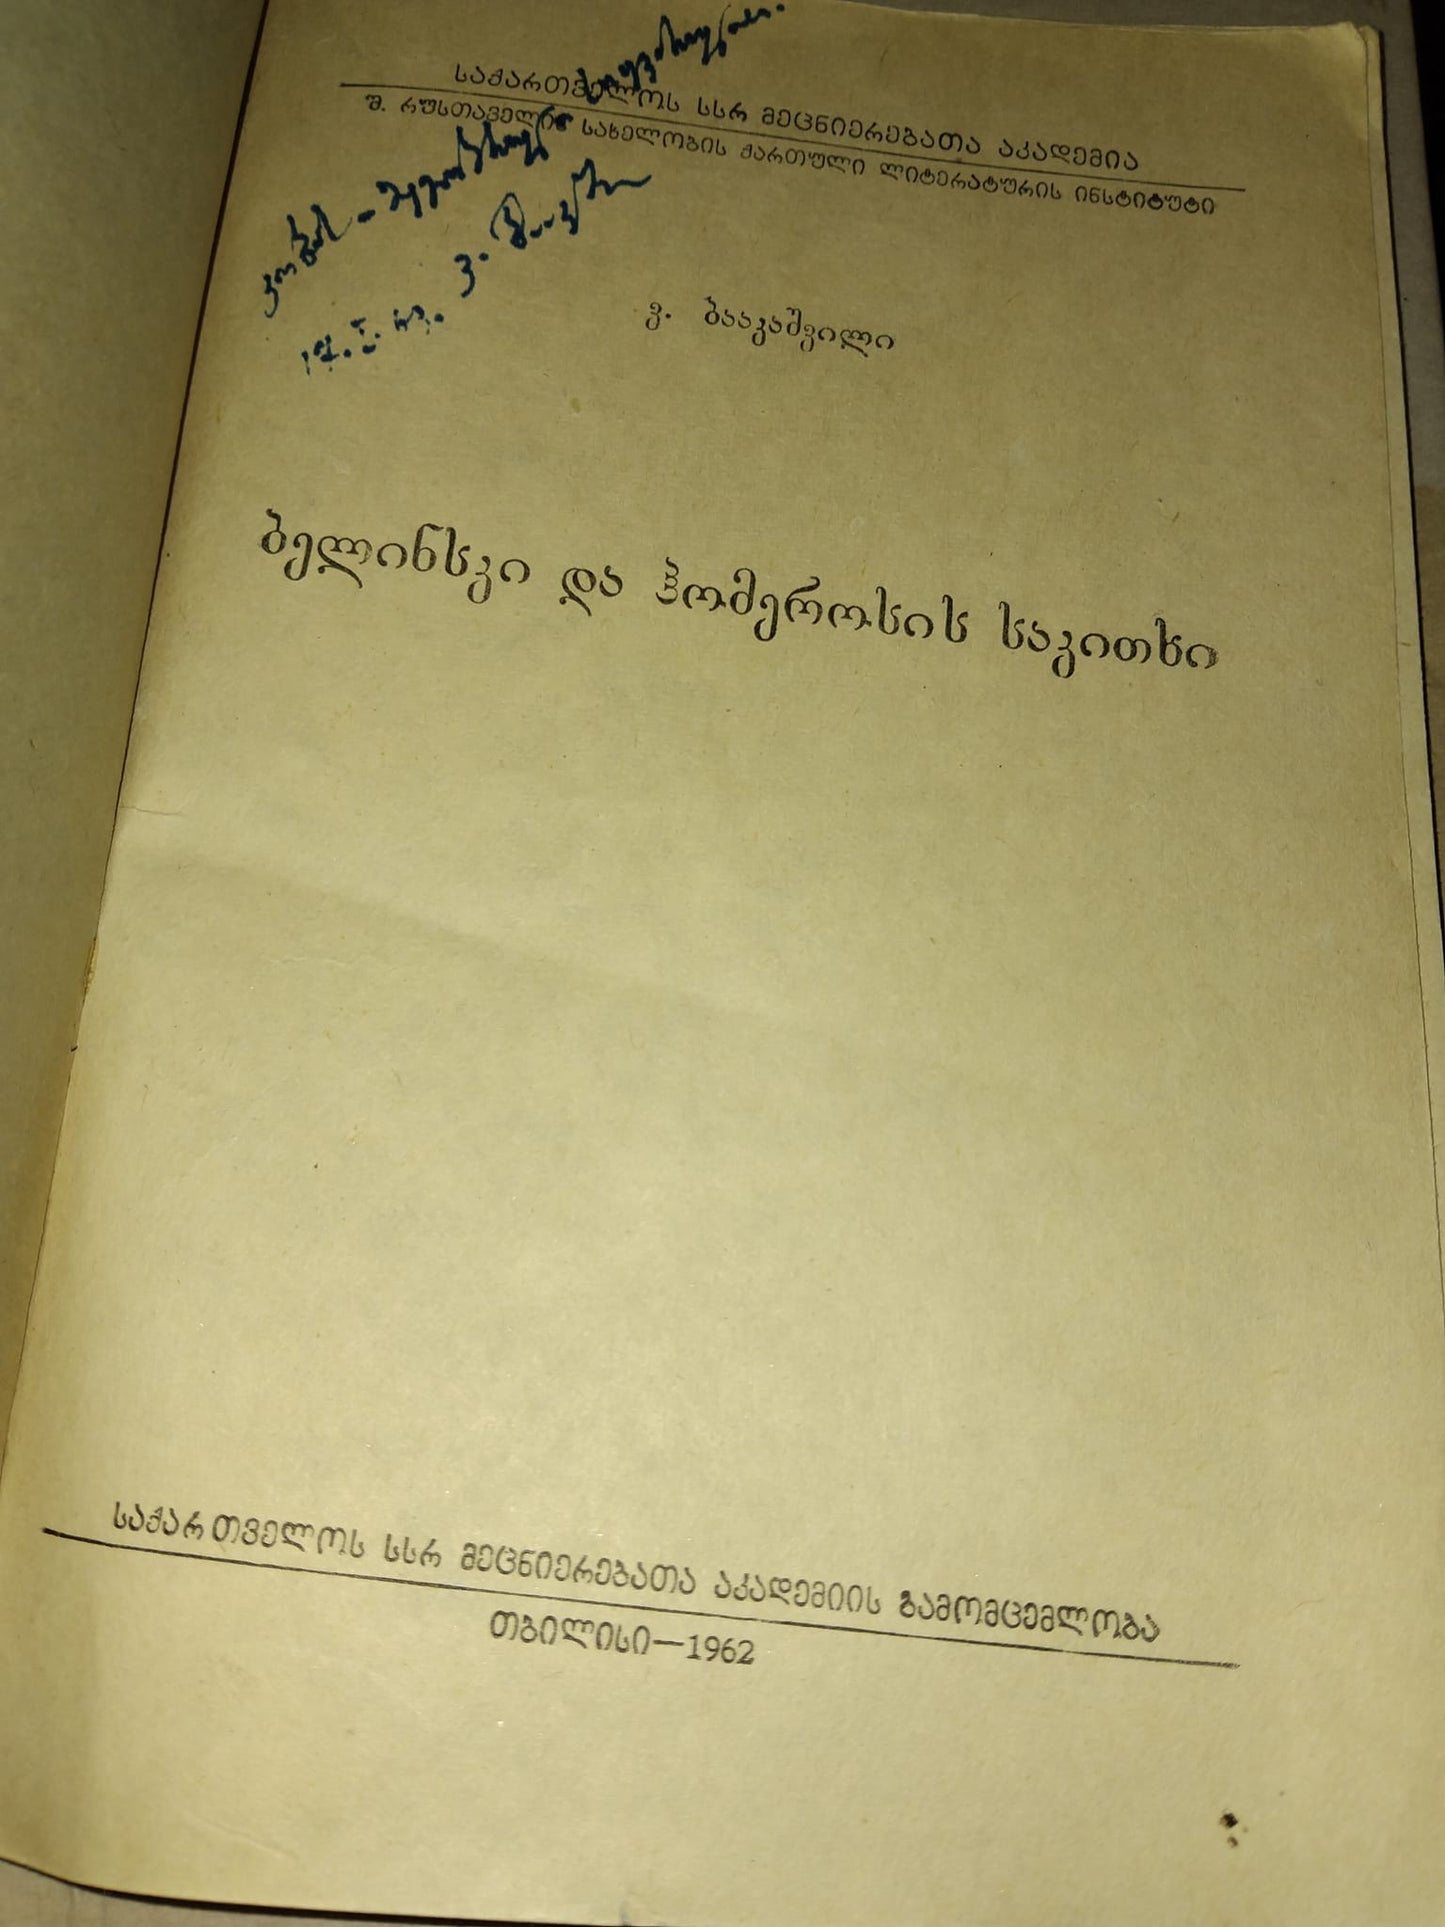 საქართველოს სსრ მეცნიერებათა აკადემია
შ. რუსთაველის სახელობის ქართული ლიტერატურის ინსტიტუტი
ვ. ბააკაშვილი
ბელინსკი და ჰომეროსის საკითხი
საქართველოს სსრ მეცნიერებათა აკადემიის გამომცემლობა
თბილისი—1962